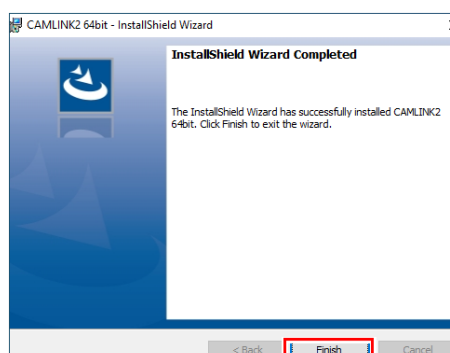 CAMLINK2 64bit - InstallShield Wizard
InstallShield Wizard Completed
The InstallShield Wizard has successfully installed CAMLINK2
64bit. Click Finish to exit the wizard.
< Back Finish Cancel